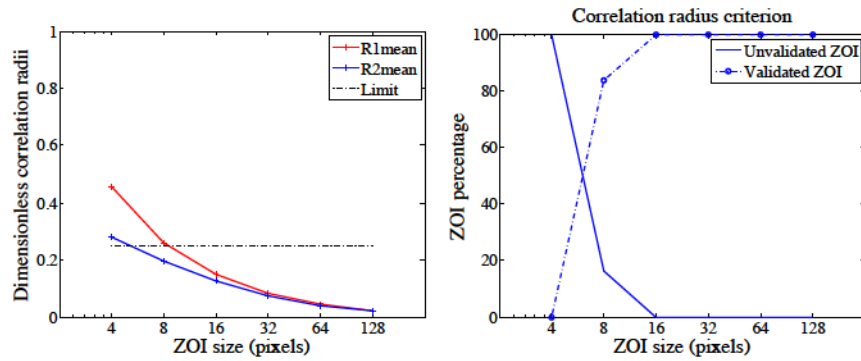 Correlation radius criterion
1
0.8
0.6
0.4
0.2
0
Dimensionless correlation radii
R1mean
R2mean
Limit
4 8 16 32 64 128
ZOI size (pixels)
100
80
60
40
20
0
ZOI percentage
Unvalidated ZOI
Validated ZOI
4 8 16 32 64 128
ZOI size (pixels)